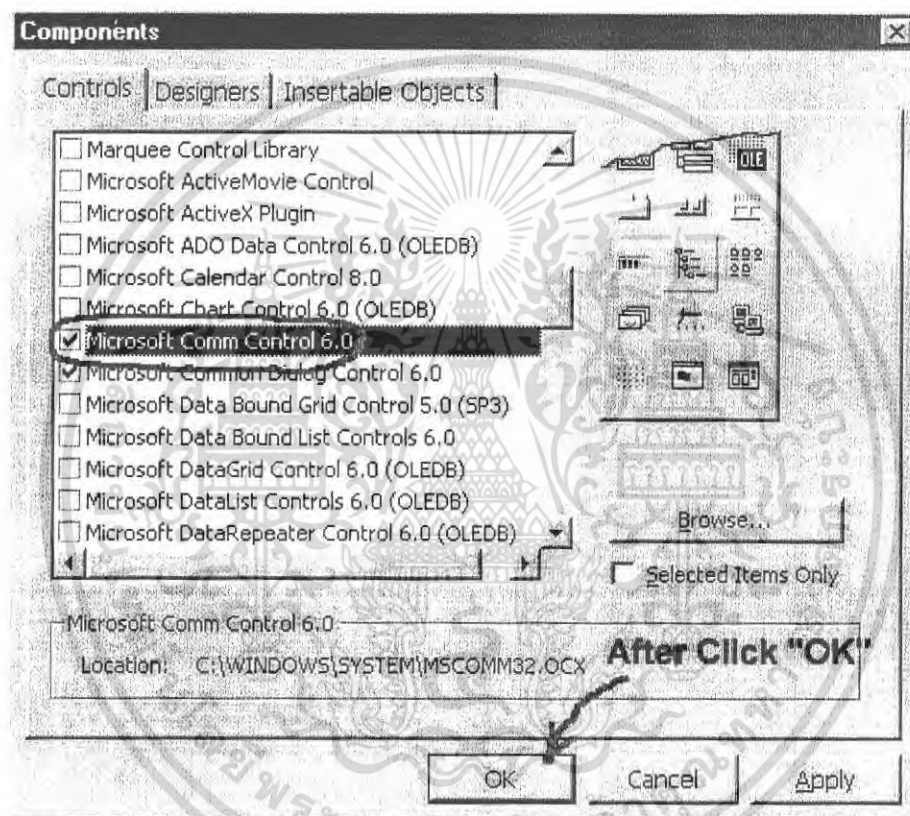 Components
Controls Designers Insertable Objects
Marquee Control Library
Microsoft ActiveMovie Control
Microsoft ActiveX Plugin
Microsoft ADO Data Control 6.0 (OLEDB)
Microsoft Calendar Control 8.0
Microsoft Chart Control 6.0 (OLEDB)
Microsoft Comm Control 6.0
Microsoft Common Dialog Control 6.0
Microsoft Data Bound Grid Control 5.0 (SP3)
Microsoft Data Bound List Controls 6.0
Microsoft DataGrid Control 6.0 (OLEDB)
Microsoft DataList Controls 6.0 (OLEDB)
Microsoft DataRepeater Control 6.0 (OLEDB)
OLE
Browse...
Selected Items Only
Microsoft Comm Control 6.0
Location: C:\WINDOWS\SYSTEM\MSCOMM32.OCX
After Click "OK"
OK Cancel Apply